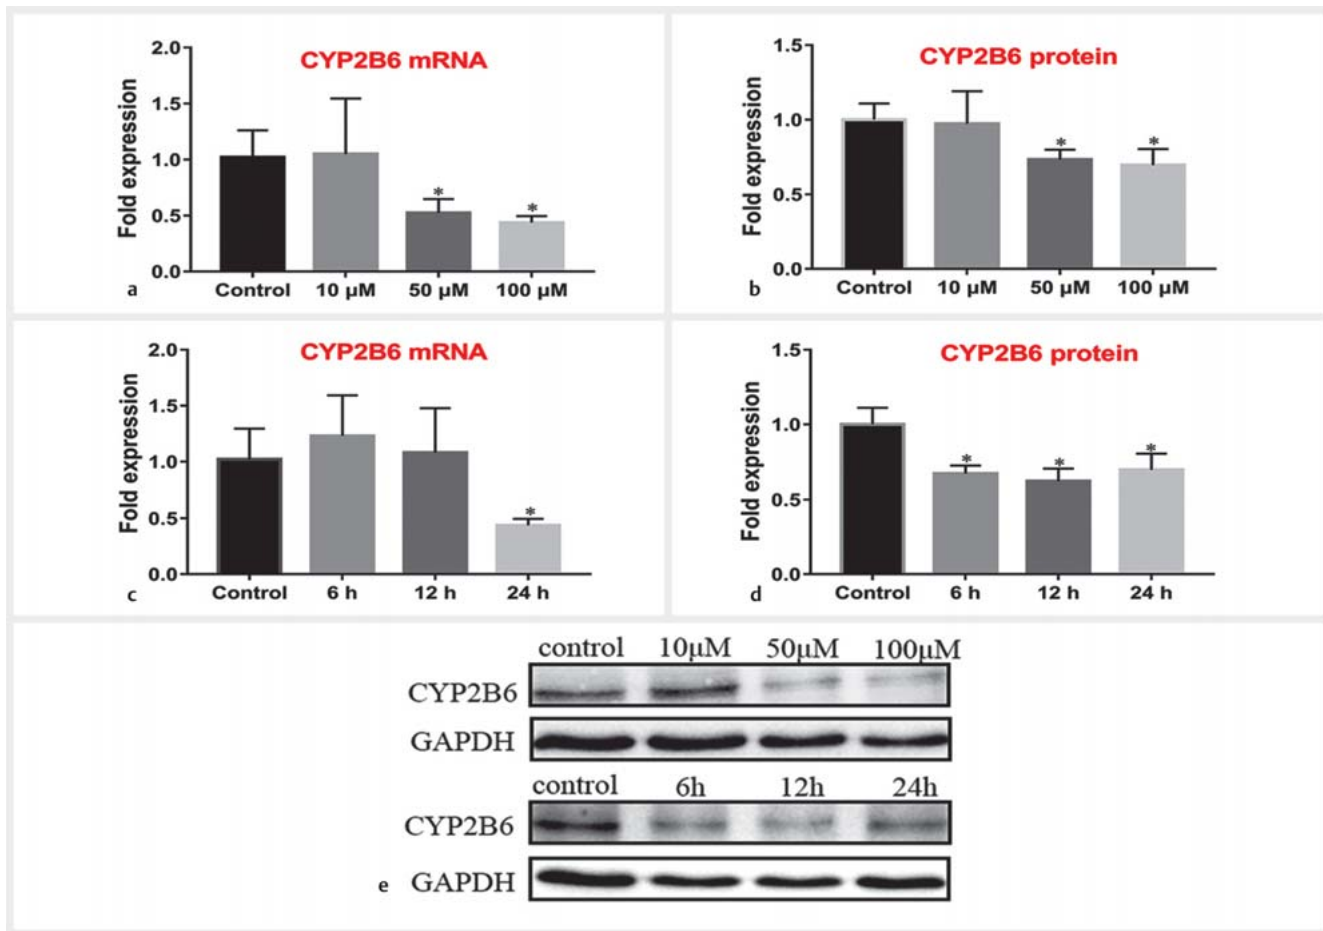 CYP2B6 mRNA
Fold expression
2.0
1.5
1.0
0.5
0.0
* *
Control 10 µM 50 µM 100 µM
a
CYP2B6 protein
Fold expression
1.5
1.0
0.5
0.0
* *
Control 10 µM 50 µM 100 µM
b
CYP2B6 mRNA
Fold expression
2.0
1.5
1.0
0.5
0.0
*
Control 6 h 12 h 24 h
c
CYP2B6 protein
Fold expression
1.5
1.0
0.5
0.0
* * *
Control 6 h 12 h 24 h
d
control 10µM 50µM 100µM
CYP2B6
GAPDH
control 6h 12h 24h
CYP2B6
e GAPDH